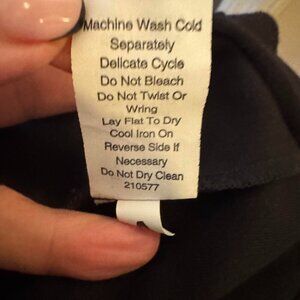 Machine Wash Cold
Separately
Delicate Cycle
Do Not Bleach
Do Not Twist Or
Wring
Lay Flat To Dry
Cool Iron On
Reverse Side If
Necessary
Do Not Dry Clean
210577